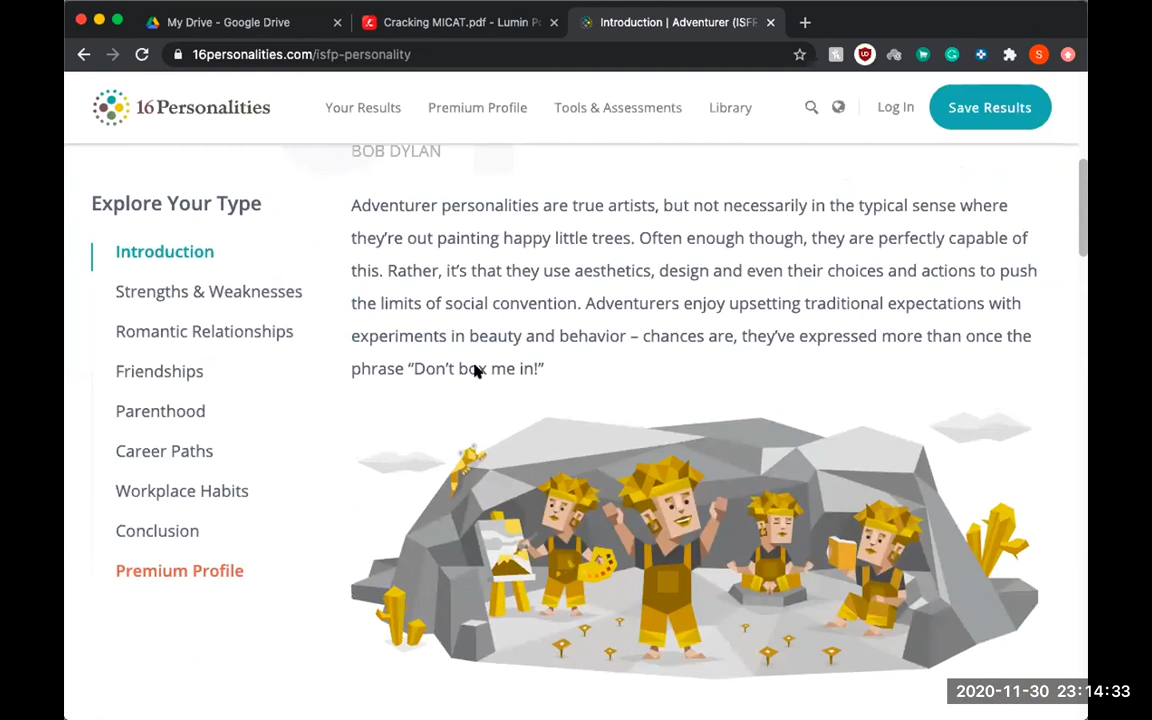 My Drive - Google Drive
Cracking MICAT.pdf - Lumin P
Introduction | Adventurer (ISFP
16personalities.com/isfp-personality
S
16Personalities
Your Results
Premium Profile
Tools & Assessments
Library
Log In
Save Results
BOB DYLAN
Explore Your Type
Introduction
Strengths & Weaknesses
Romantic Relationships
Friendships
Parenthood
Career Paths
Workplace Habits
Conclusion
Premium Profile
Adventurer personalities are true artists, but not necessarily in the typical sense where
they’re out painting happy little trees. Often enough though, they are perfectly capable of
this. Rather, it’s that they use aesthetics, design and even their choices and actions to push
the limits of social convention. Adventurers enjoy upsetting traditional expectations with
experiments in beauty and behavior – chances are, they’ve expressed more than once the
phrase “Don’t box me in!”
2020-11-30 23:14:33